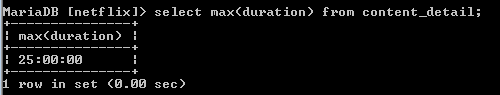 MariaDB [netflix]> select max(duration) from content_detail;
+---------------+
| max(duration) |
+---------------+
| 25:00:00      |
+---------------+
1 row in set (0.00 sec)